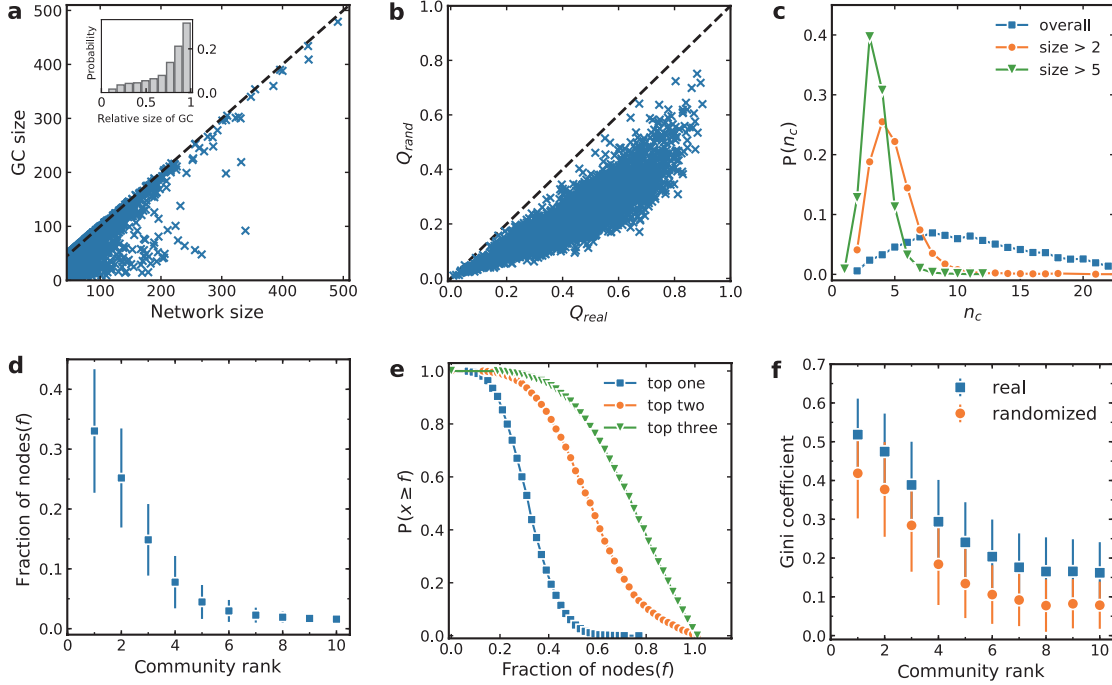 a
500
400
300
200
100
0
GC size
100
200
300
400
500
Network size
Probability
0.2
0.0
0
0.5
1
Relative size of GC
b
1.0
0.8
0.6
0.4
0.2
0.0
Q_rand
0.0
0.2
0.4
0.6
0.8
1.0
Q_real
c
0.4
0.3
0.2
0.1
0.0
P(n_c)
overall
size > 2
size > 5
0
5
10
15
20
n_c
d
0.4
0.3
0.2
0.1
0.0
Fraction of nodes(f)
0
2
4
6
8
10
Community rank
e
1.0
0.8
0.6
0.4
0.2
0.0
P(x ≥ f)
top one
top two
top three
0.0
0.2
0.4
0.6
0.8
1.0
Fraction of nodes(f)
f
0.7
0.6
0.5
0.4
0.3
0.2
0.1
0.0
Gini coefficient
real
randomized
0
2
4
6
8
10
Community rank